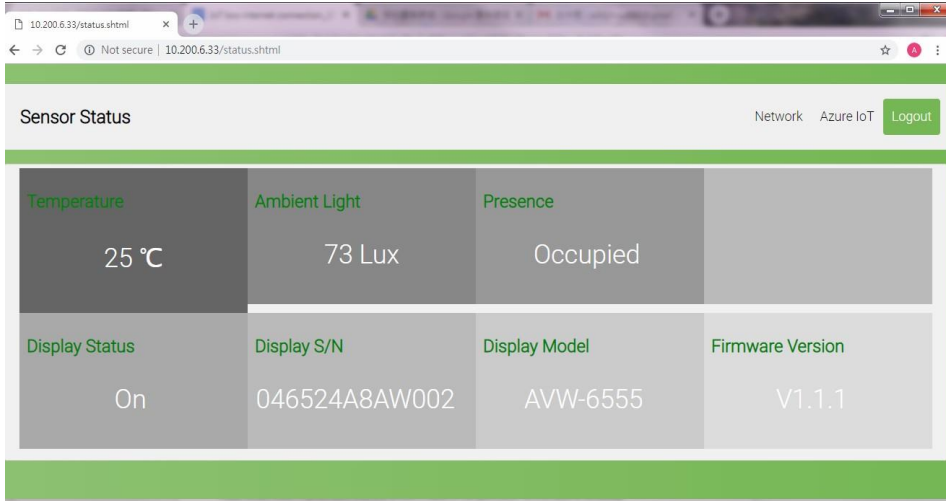 10.200.6.33/status.shtml
Not secure | 10.200.6.33/status.shtml
A
Sensor Status
Network Azure IoT Logout
Temperature Ambient Light Presence
25 ℃ 73 Lux Occupied
Display Status Display S/N Display Model Firmware Version
On 046524A8AW002 AVW-6555 V1.1.1